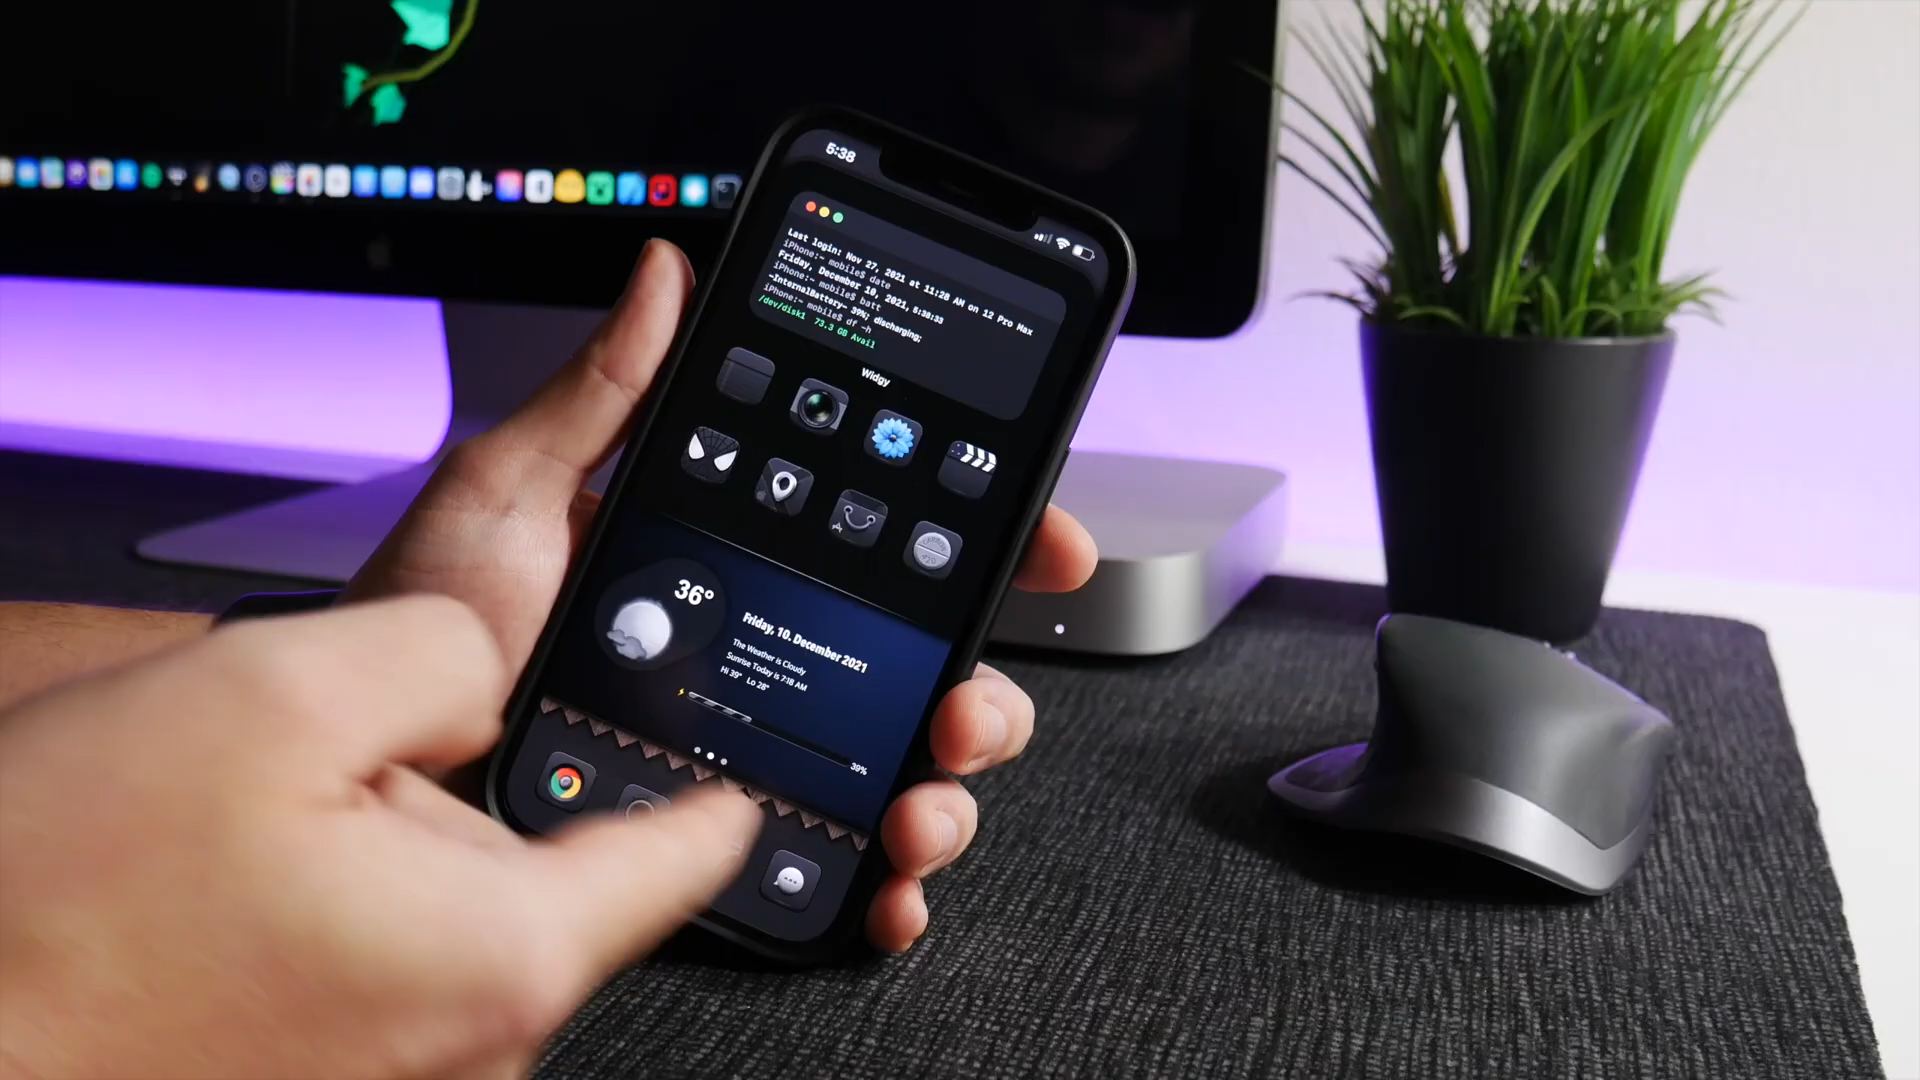 5:38
Last login: Nov 27, 2021 at 11:28 AM on 12 Pro Max
iPhone:~ mobile$ date
Friday, December 10, 2021, 5:38:33
iPhone:~ mobile$ batt
-InternalBattery- 39%; discharging;
iPhone:~ mobile$ df -h
/dev/disk1 73.3 GB Avail
Widgy
36°
Friday, 10. December 2021
The Weather is Cloudy
Sunrise Today is 7:18 AM
Hi 39° Lo 28°
39%